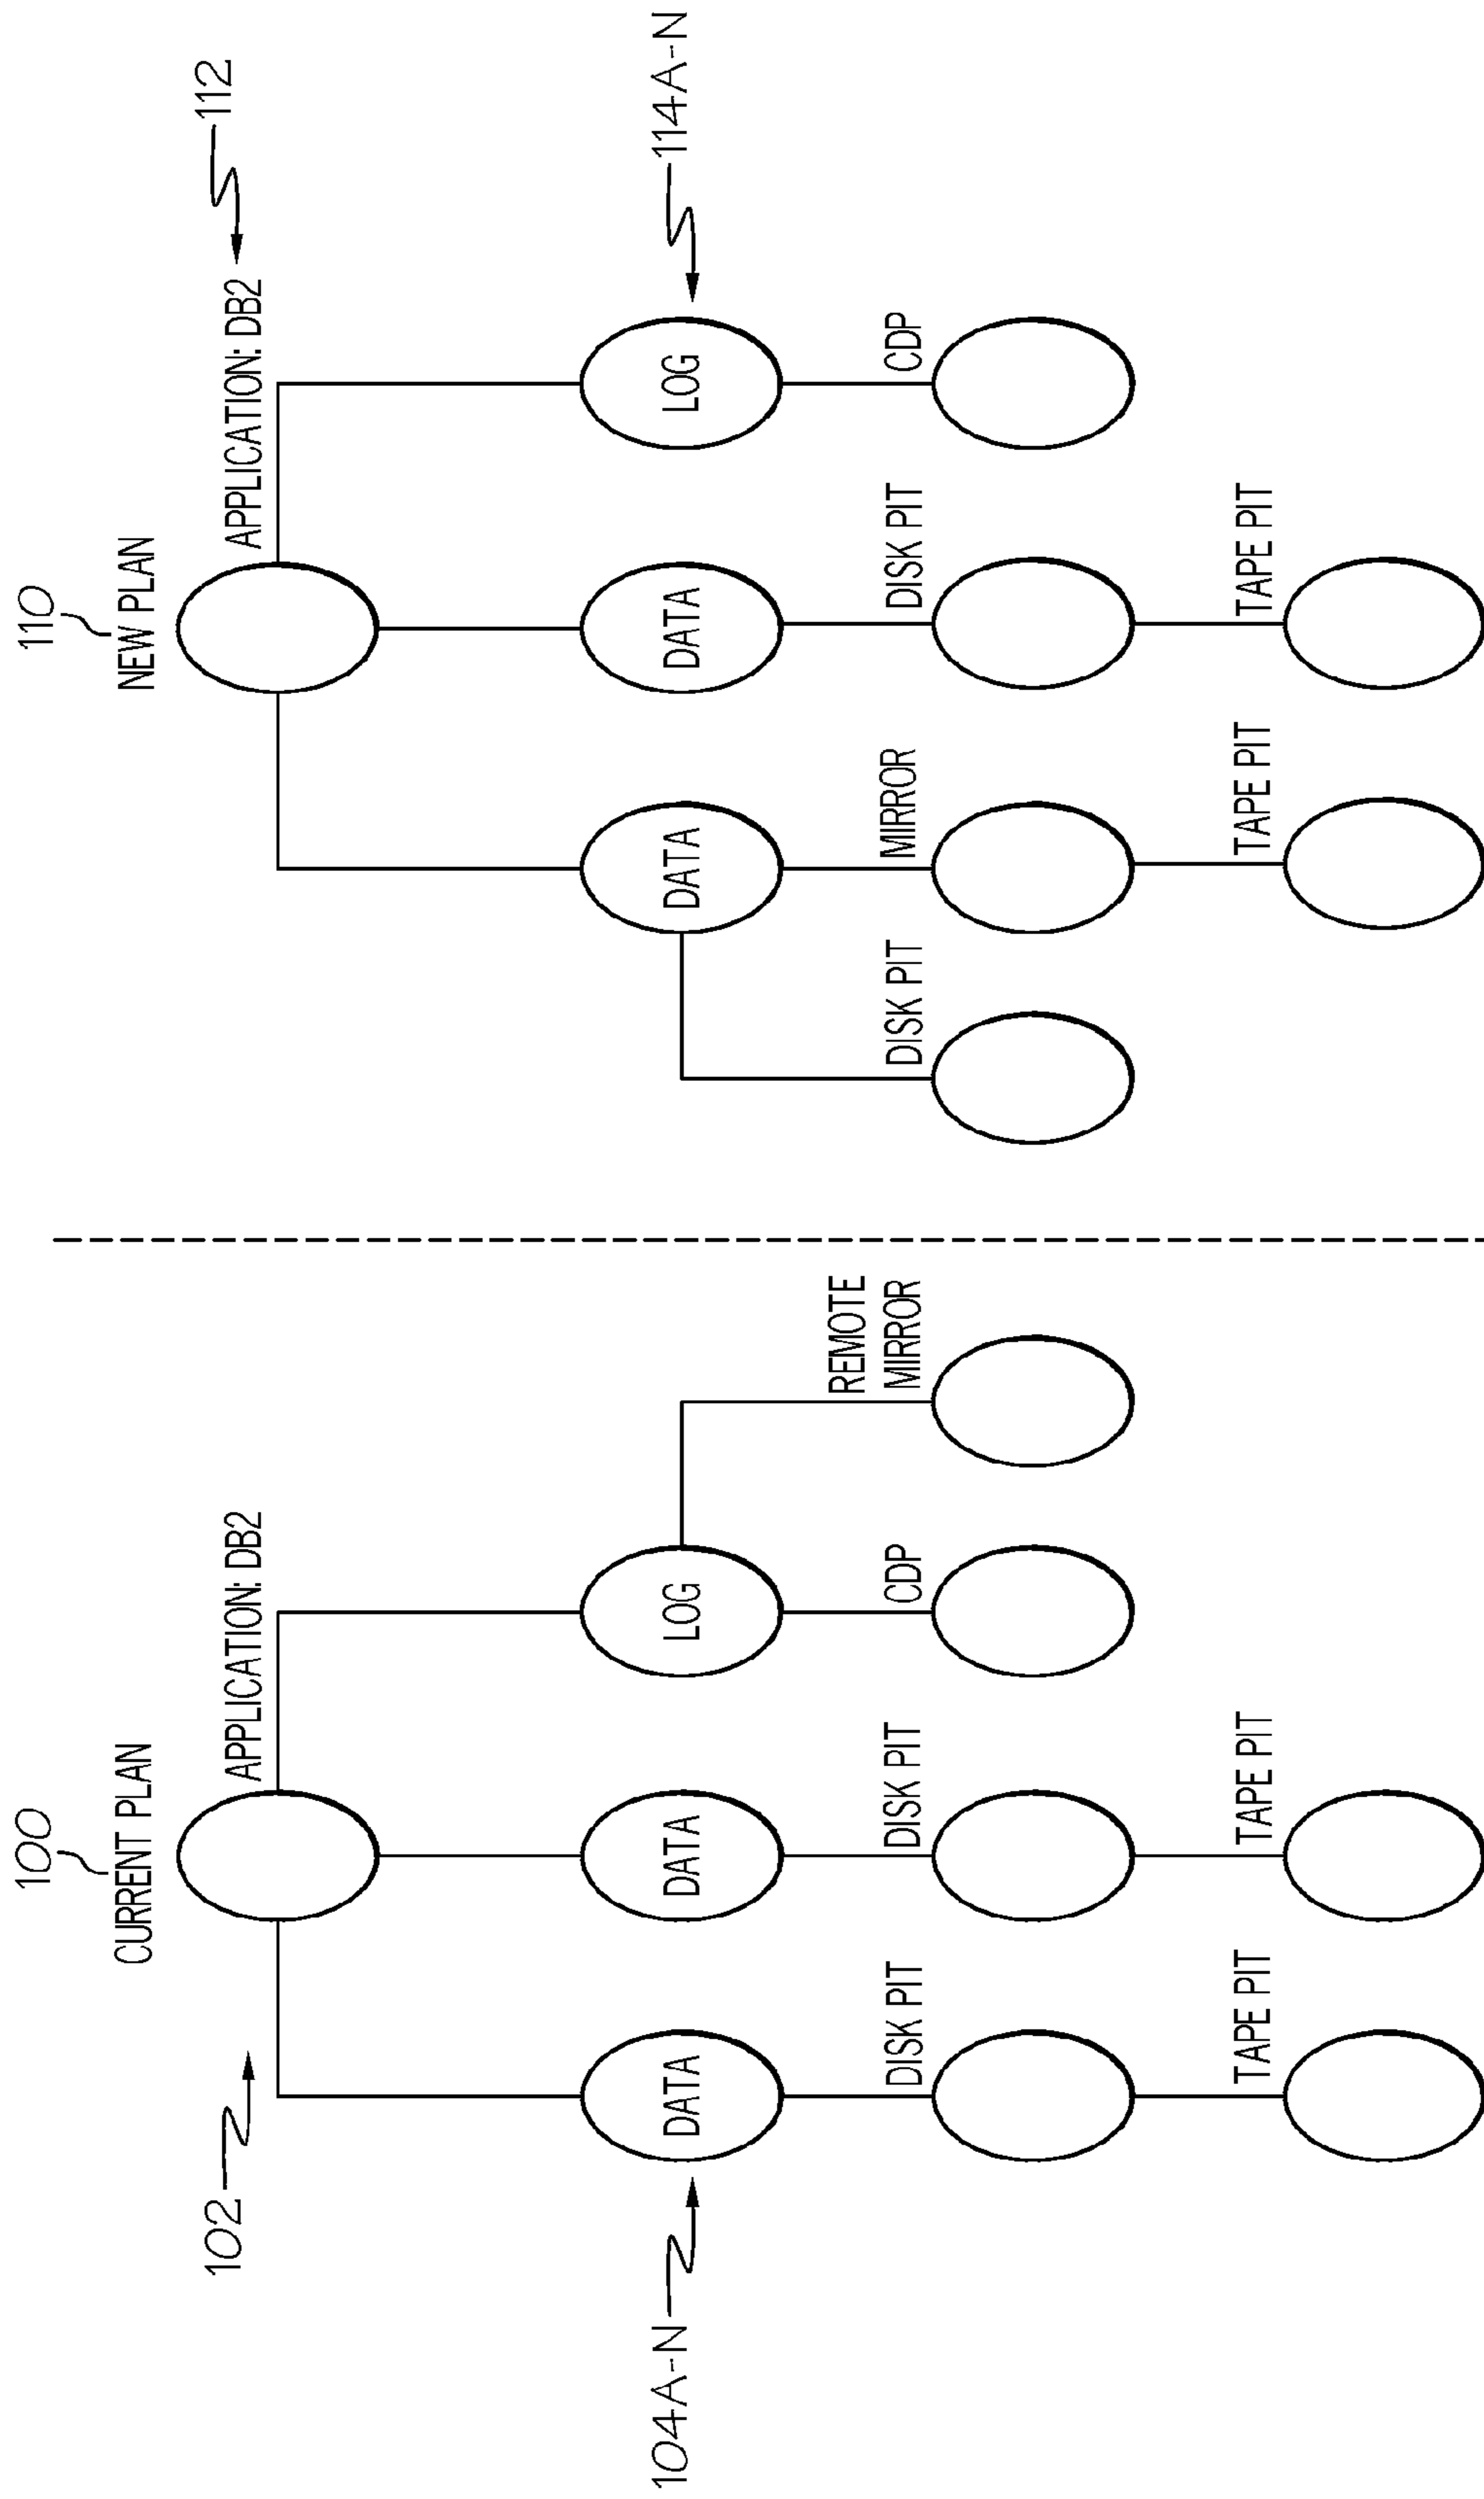 100
CURRENT PLAN
102
APPLICATION: DB2
104A-N
DATA
DATA
LOG
DISK PIT
DISK PIT
CDP
REMOTE
MIRROR
TAPE PIT
TAPE PIT
110
NEW PLAN
APPLICATION: DB2
112
DATA
DATA
LOG
114A-N
DISK PIT
MIRROR
DISK PIT
CDP
TAPE PIT
TAPE PIT